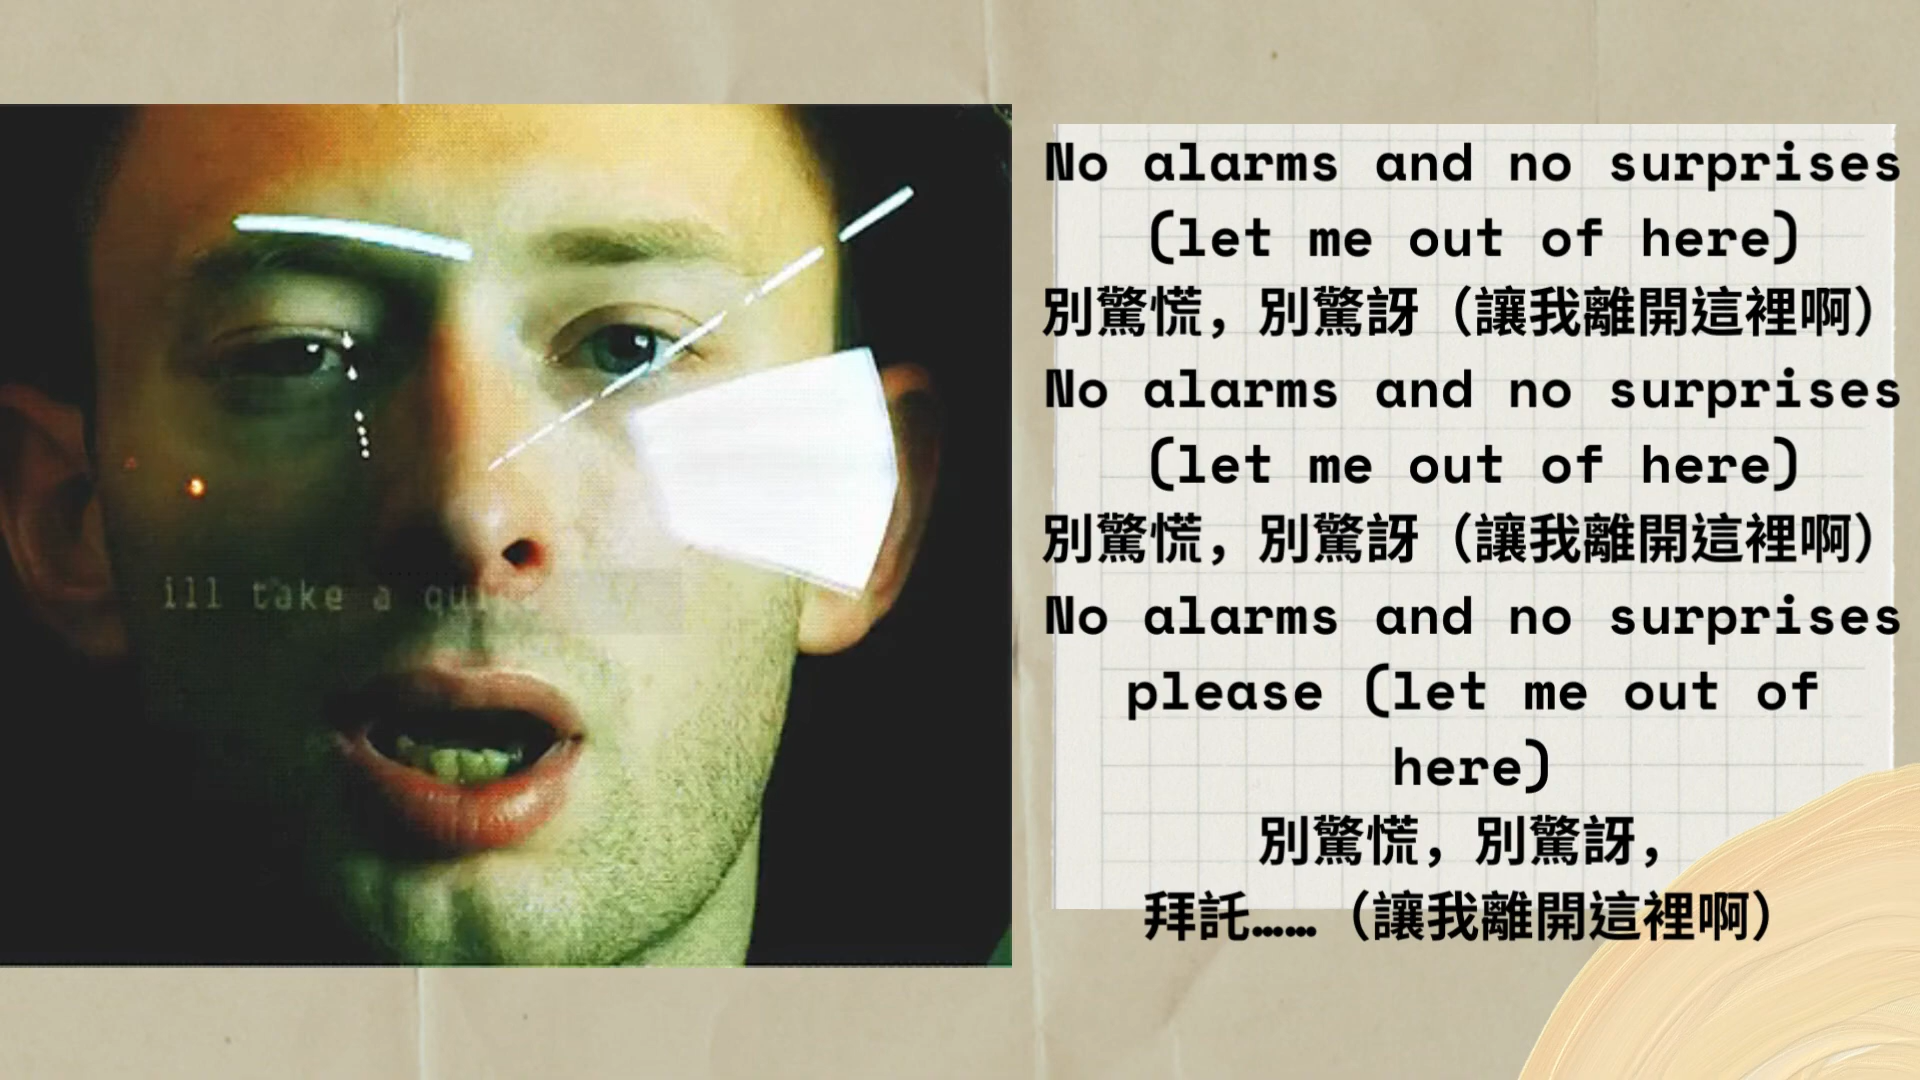 ill take a
No alarms and no surprises
(let me out of here)
別驚慌，別驚訝（讓我離開這裡啊）
No alarms and no surprises
(let me out of here)
別驚慌，別驚訝（讓我離開這裡啊）
No alarms and no surprises
please (let me out of
here)
別驚慌，別驚訝，
拜託……（讓我離開這裡啊）